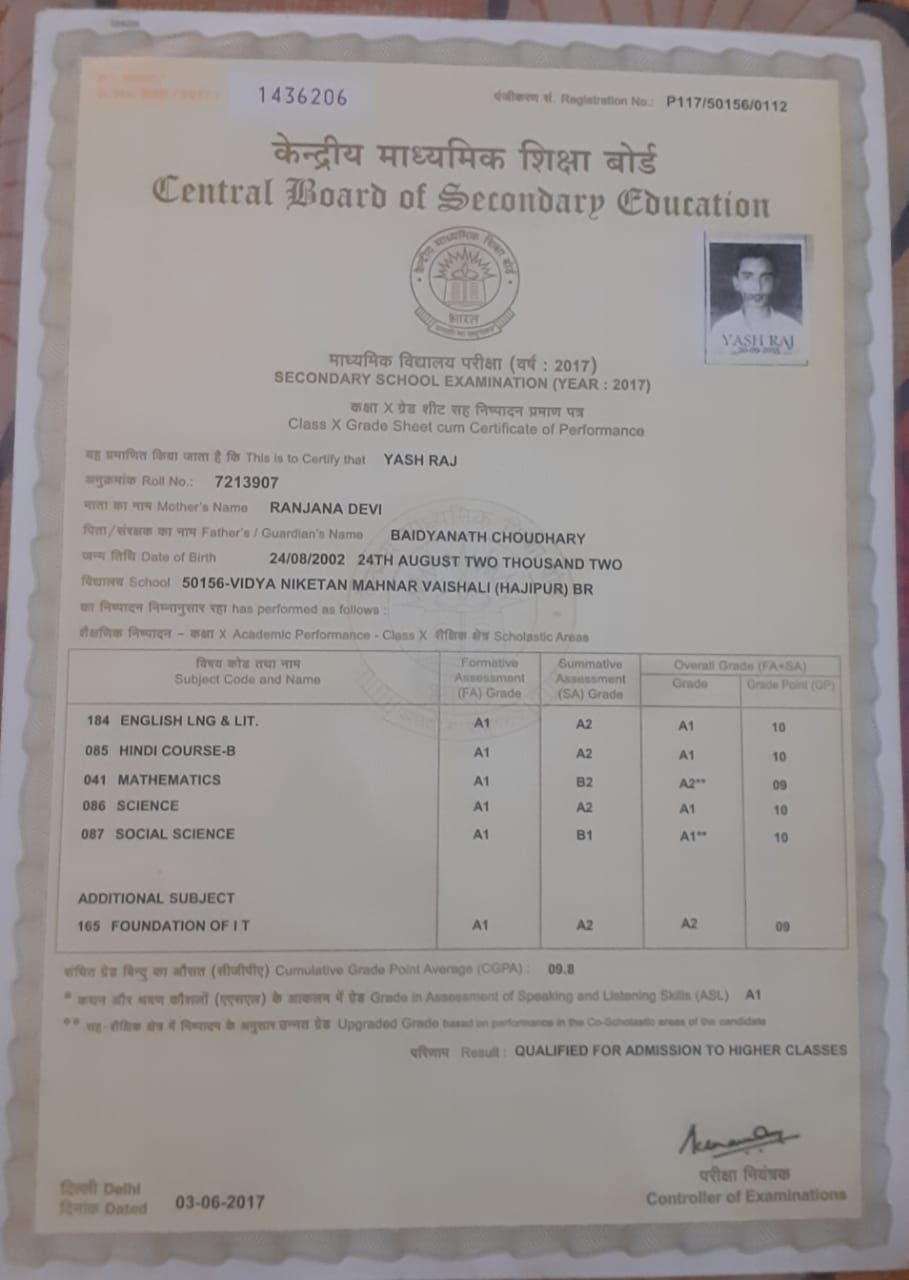 1436206
पंजीकरण सं. Registration No.: P117/50156/0112
केन्द्रीय माध्यमिक शिक्षा बोर्ड
Central Board of Secondary Education
केन्द्रीय माध्यमिक शिक्षा बोर्ड
भारत
YASH RAJ
माध्यमिक विद्यालय परीक्षा (वर्ष : 2017)
SECONDARY SCHOOL EXAMINATION (YEAR : 2017)
कक्षा X ग्रेड शीट सह निष्पादन प्रमाण पत्र
Class X Grade Sheet cum Certificate of Performance
यह प्रमाणित किया जाता है कि This is to Certify that YASH RAJ
अनुक्रमांक Roll No.: 7213907
माता का नाम Mother's Name RANJANA DEVI
पिता/संरक्षक का नाम Father's / Guardian's Name BAIDYANATH CHOUDHARY
जन्म तिथि Date of Birth 24/08/2002 24TH AUGUST TWO THOUSAND TWO
विद्यालय School 50156-VIDYA NIKETAN MAHNAR VAISHALI (HAJIPUR) BR
का निष्पादन निम्नानुसार रहा has performed as follows :
शैक्षणिक निष्पादन – कक्षा X Academic Performance - Class X शैक्षिक क्षेत्र Scholastic Areas
विषय कोड तथा नाम Subject Code and Name Formative Assessment (FA) Grade Summative Assessment (SA) Grade Overall Grade (FA+SA) Grade Grade Point (GP)
184 ENGLISH LNG & LIT. A1 A2 A1 10
085 HINDI COURSE-B A1 A2 A1 10
041 MATHEMATICS A1 B2 A2** 09
086 SCIENCE A1 A2 A1 10
087 SOCIAL SCIENCE A1 B1 A1** 10
ADDITIONAL SUBJECT
165 FOUNDATION OF I T A1 A2 A2 09
संचित ग्रेड बिन्दु का औसत (सीजीपीए) Cumulative Grade Point Average (CGPA) : 09.8
* कथन और श्रवण कौशलों (एएसएल) के आकलन में ग्रेड Grade in Assessment of Speaking and Listening Skills (ASL) A1
** सह-शैक्षिक क्षेत्र में निष्पादन के अनुसार उन्नत ग्रेड Upgraded Grade based on performance in the Co-Scholastic areas of the candidate
परिणाम Result : QUALIFIED FOR ADMISSION TO HIGHER CLASSES
परीक्षा नियंत्रक
Controller of Examinations
दिल्ली Delhi
दिनांक Dated 03-06-2017